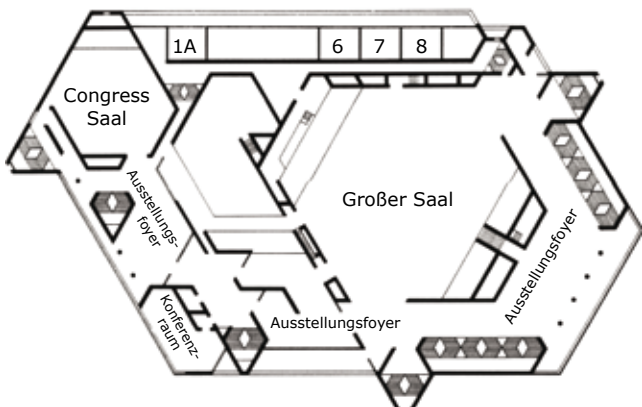 1A
6
7
8
Congress
Saal
Großer Saal
Ausstellungs-
foyer
Ausstellungsfoyer
Konferenz-
raum
Ausstellungsfoyer